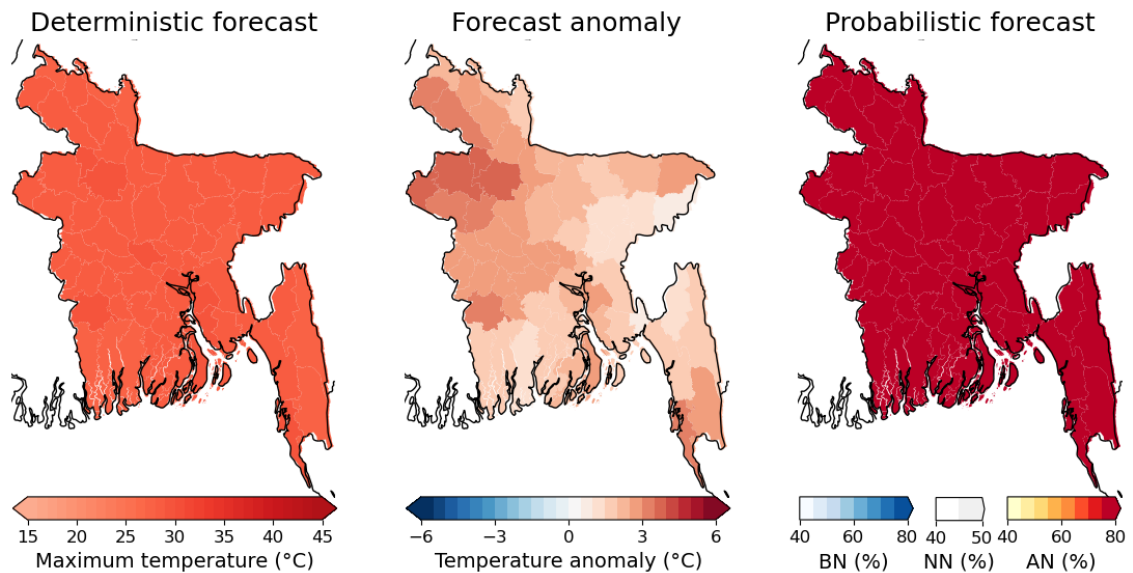 Deterministic forecast
Forecast anomaly
Probabilistic forecast
15 20 25 30 35 40 45
Maximum temperature (°C)
−6 −3 0 3 6
Temperature anomaly (°C)
40 60 80
BN (%)
40 50
NN (%)
40 60 80
AN (%)